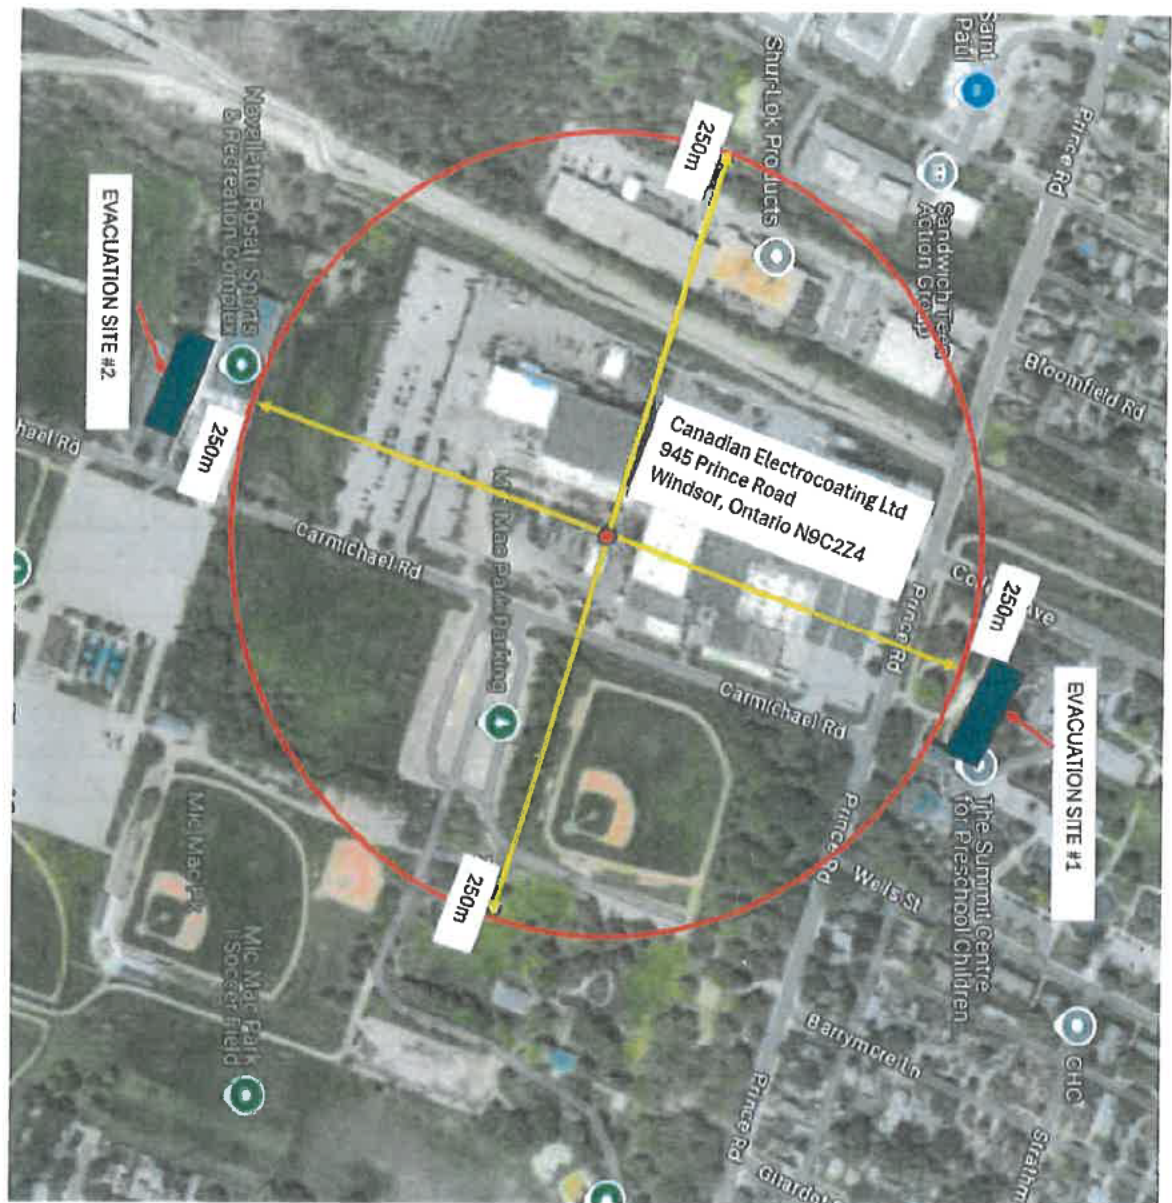 Saint
Paul
Prince Rd
Shur-Lok Products
Sandwich Teen
Action Group
Bloomfield Rd
250m
Novelletto Rosati Sports
& Recreation Complex
EVACUATION SITE #2
Canadian Electrocoating Ltd
945 Prince Road
Windsor, Ontario N9C2Z4
250m
Prince Rd
250m
EVACUATION SITE #1
hael Rd
Carmichael Rd
Mic Mac Park Parking
Carmichael Rd
The Summit Centre
for Preschool Children
Prince Rd
Wells St
250m
Mic Mac Park
Mic Mac Park
Soccer Field
Barrymore Ln
CHC
Prince Rd